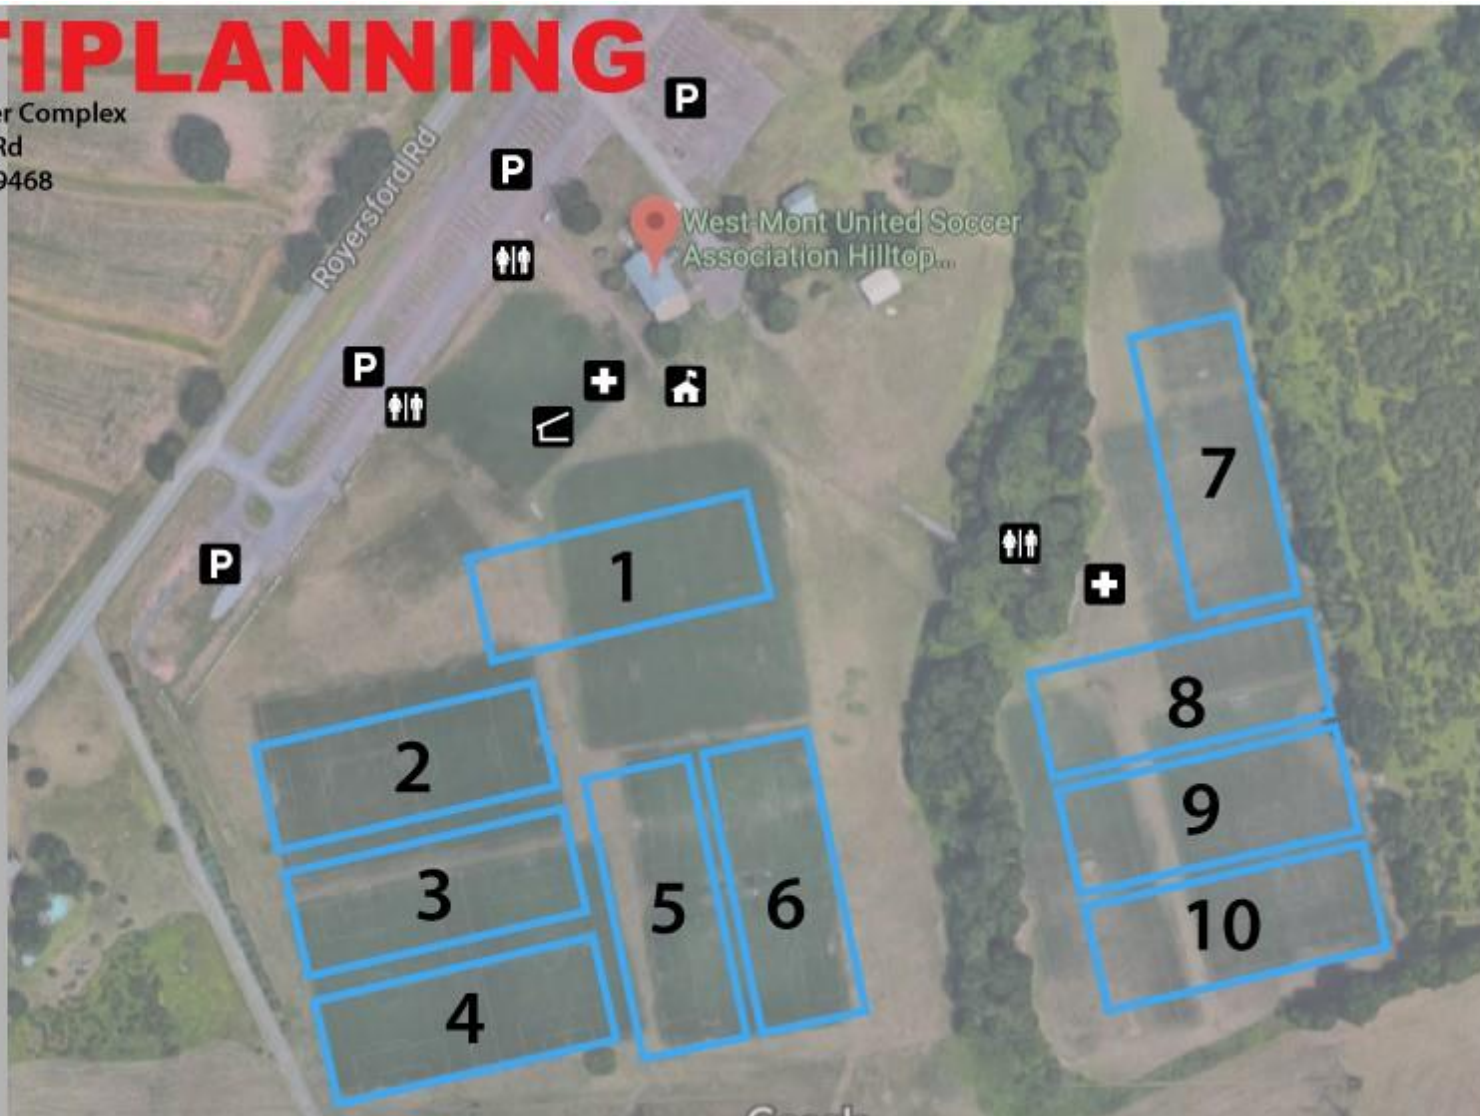 TIPLANNING
er Complex
Rd
9468
P
P
Royersford Rd
West-Mont United Soccer
Association Hilltop...
P
P
1
2
3
4
5
6
7
8
9
10